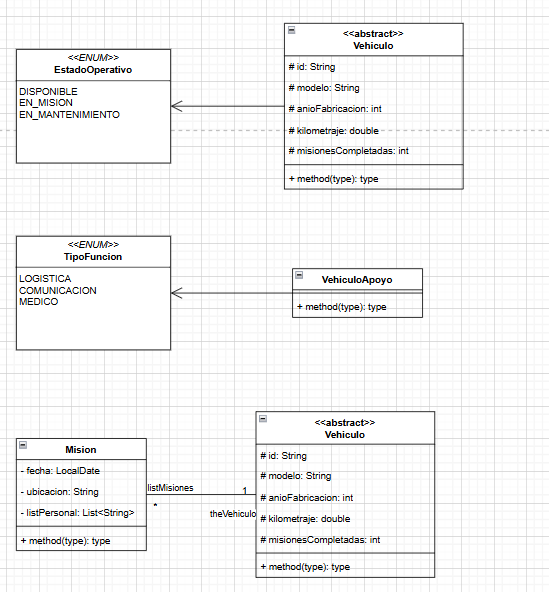 <<ENUM>>
EstadoOperativo
DISPONIBLE
EN_MISION
EN_MANTENIMIENTO
<<abstract>>
Vehiculo
# id: String
# modelo: String
# anioFabricacion: int
# kilometraje: double
# misionesCompletadas: int
+ method(type): type
<<ENUM>>
TipoFuncion
LOGISTICA
COMUNICACION
MEDICO
VehiculoApoyo
+ method(type): type
Mision
- fecha: LocalDate
- ubicacion: String
- listPersonal: List<String>
+ method(type): type
listMisiones
*
1
theVehiculo
<<abstract>>
Vehiculo
# id: String
# modelo: String
# anioFabricacion: int
# kilometraje: double
# misionesCompletadas: int
+ method(type): type